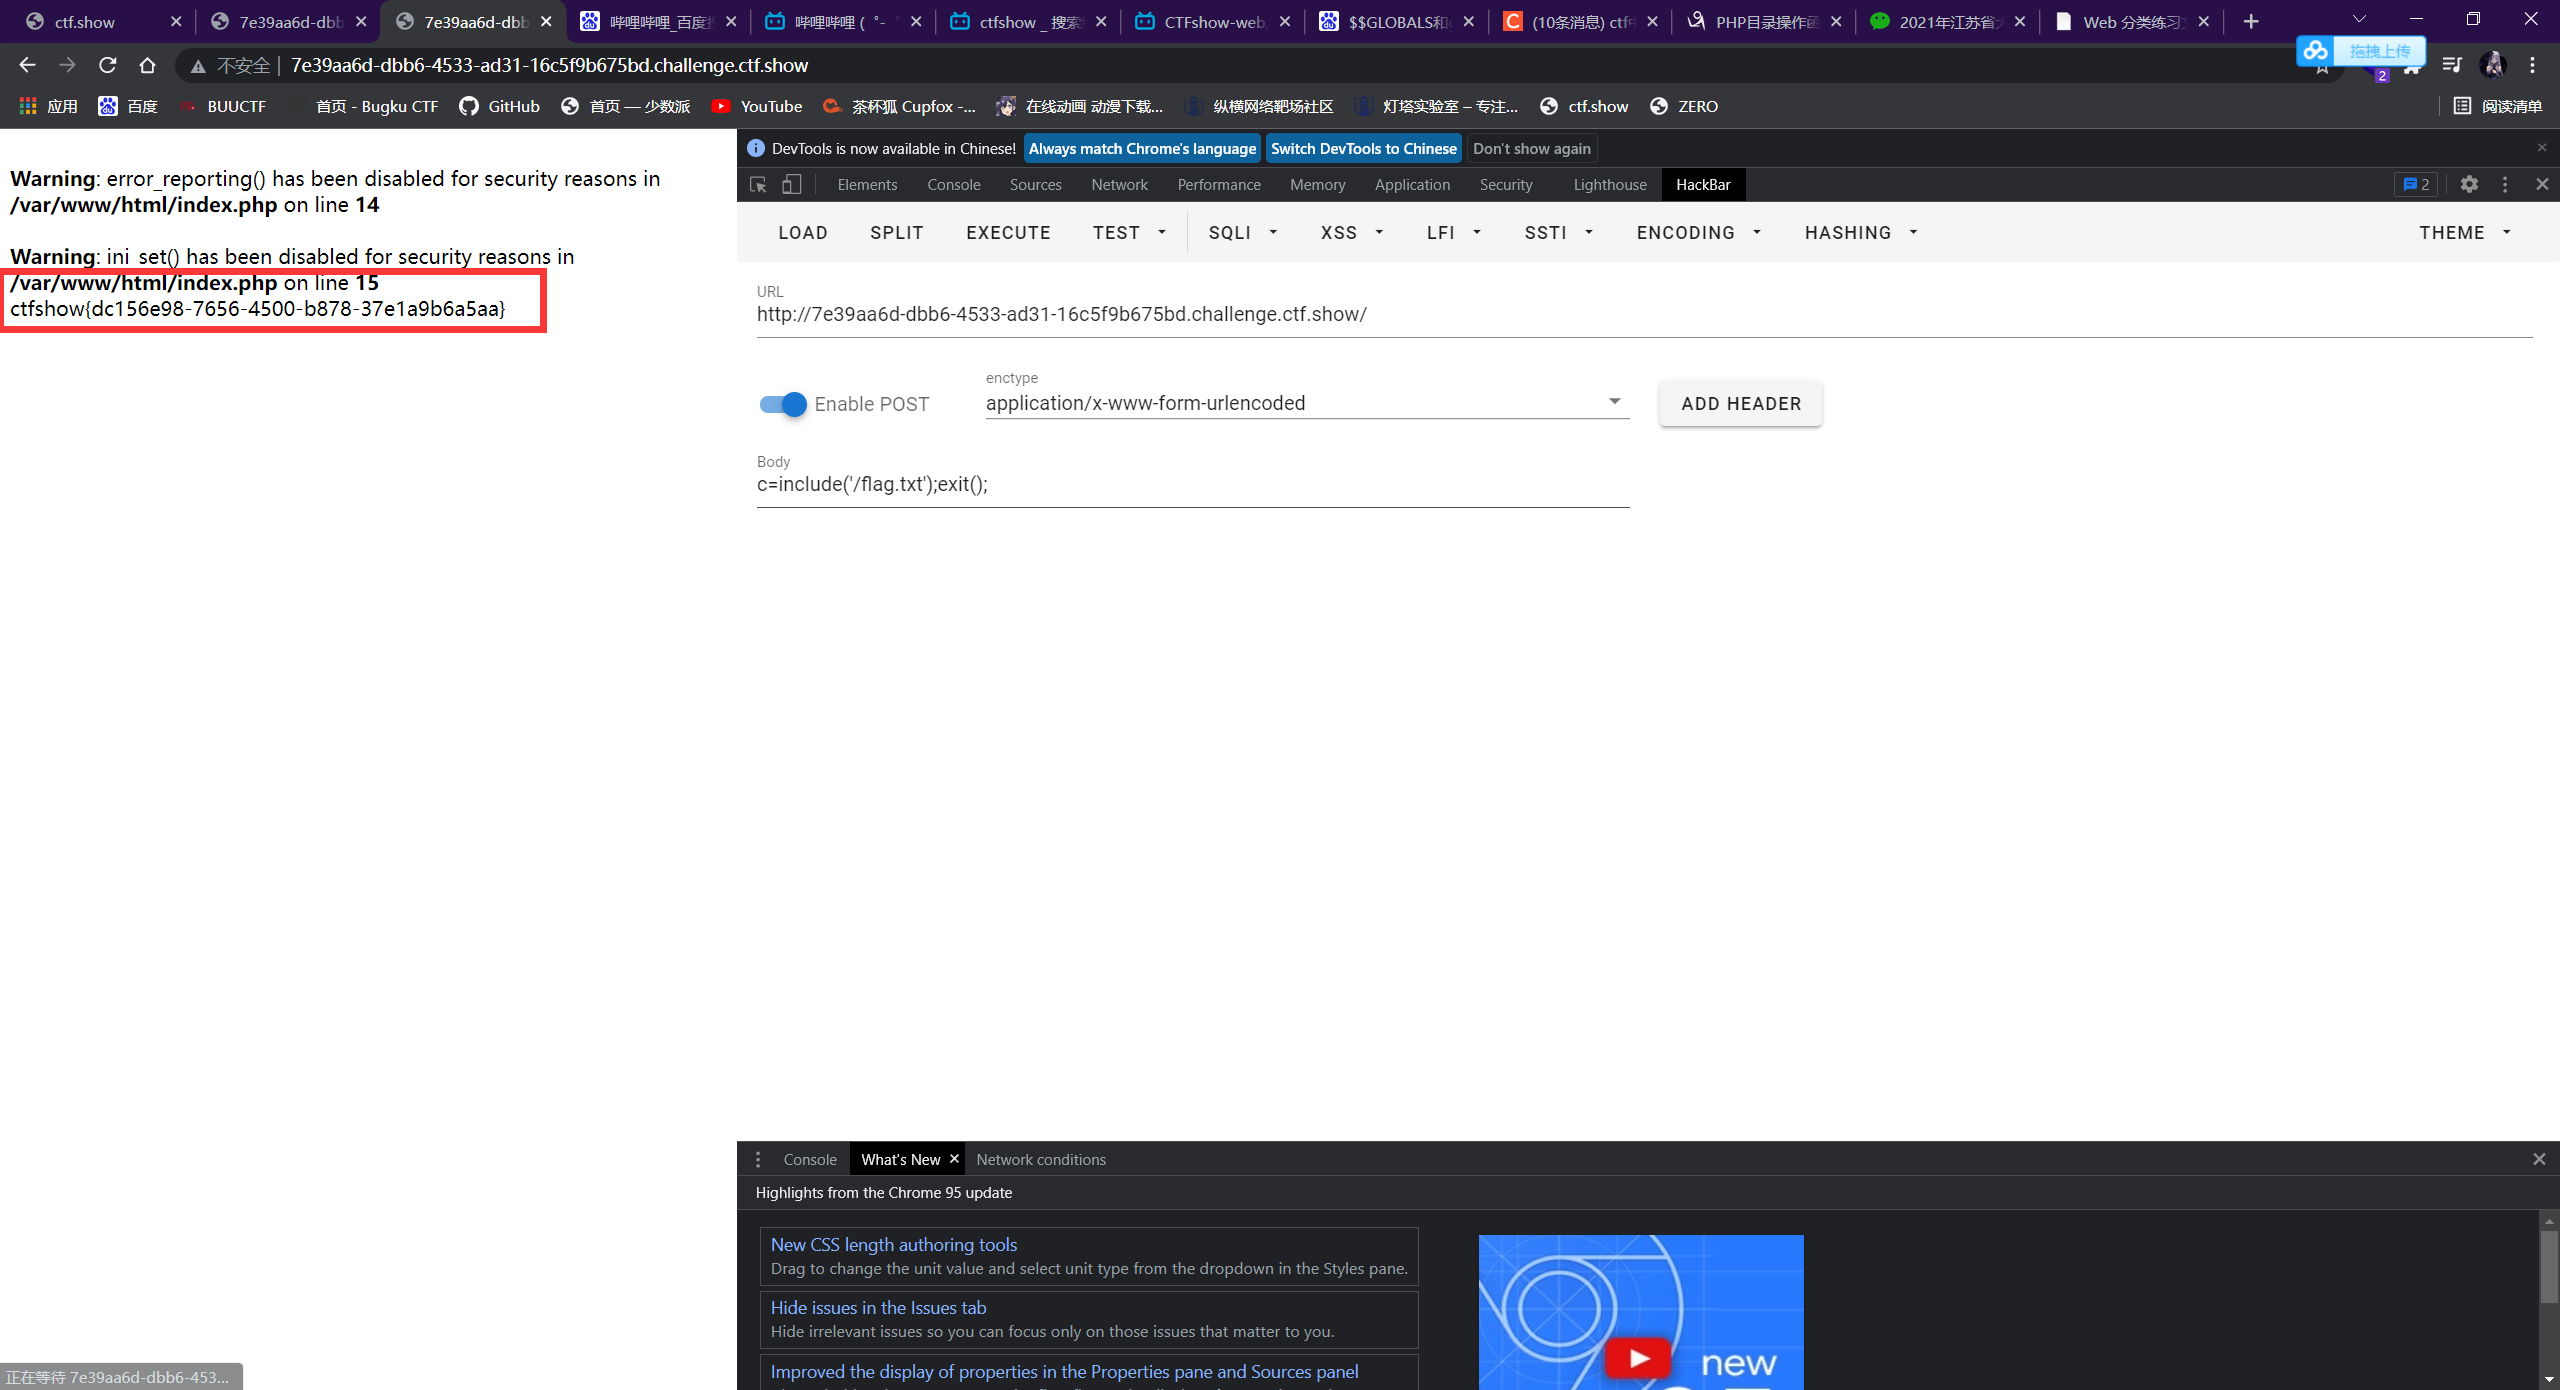 ctf.show
7e39aa6d-dbb
7e39aa6d-dbb
哔哩哔哩_百度搜
哔哩哔哩 ( ゜-
ctfshow _ 搜索
CTFshow-web
$$GLOBALS和
(10条消息) ctf
PHP目录操作函
2021年江苏省
Web 分类练习
拖拽上传
不安全
7e39aa6d-dbb6-4533-ad31-16c5f9b675bd.challenge.ctf.show
2
应用
百度
BUUCTF
首页 - Bugku CTF
GitHub
首页 — 少数派
YouTube
茶杯狐 Cupfox -...
在线动画 动漫下载...
纵横网络靶场社区
灯塔实验室 – 专注...
ctf.show
ZERO
阅读清单
Warning: error_reporting() has been disabled for security reasons in
/var/www/html/index.php on line 14
Warning: ini_set() has been disabled for security reasons in
/var/www/html/index.php on line 15
ctfshow{dc156e98-7656-4500-b878-37e1a9b6a5aa}
DevTools is now available in Chinese!
Always match Chrome's language
Switch DevTools to Chinese
Don't show again
Elements
Console
Sources
Network
Performance
Memory
Application
Security
Lighthouse
HackBar
2
LOAD
SPLIT
EXECUTE
TEST
SQLI
XSS
LFI
SSTI
ENCODING
HASHING
THEME
URL
http://7e39aa6d-dbb6-4533-ad31-16c5f9b675bd.challenge.ctf.show/
Enable POST
enctype
application/x-www-form-urlencoded
ADD HEADER
Body
c=include('/flag.txt');exit();
Console
What's New
Network conditions
Highlights from the Chrome 95 update
New CSS length authoring tools
Drag to change the unit value and select unit type from the dropdown in the Styles pane.
Hide issues in the Issues tab
Hide irrelevant issues so you can focus only on those issues that matter to you.
Improved the display of properties in the Properties pane and Sources panel
new
正在等待 7e39aa6d-dbb6-453...